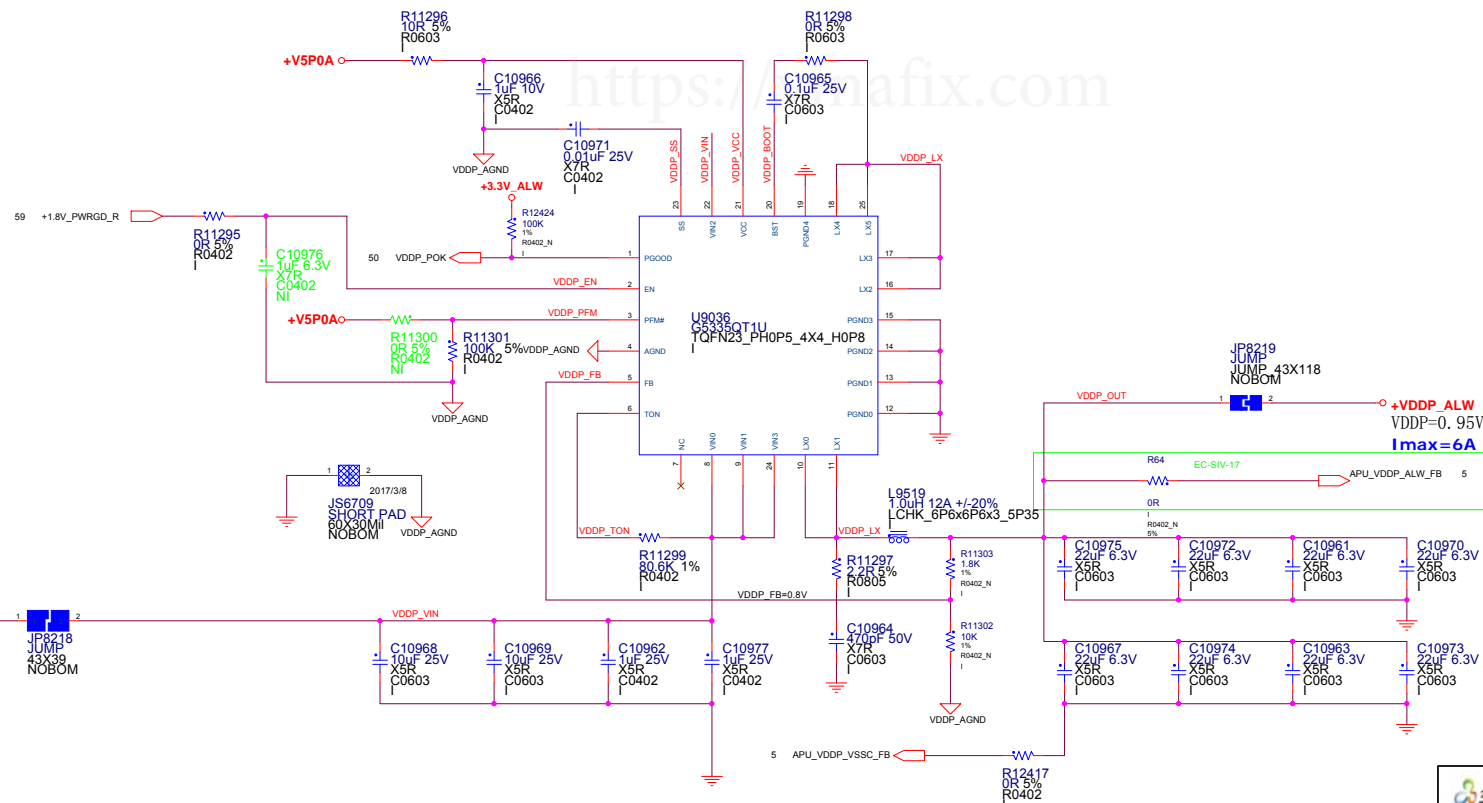 https://
mafix.com
R11296
10R 5%
R0603
I
R11298
0R 5%
R0603
I
+V5P0A
C10966
1uF 10V
X5R
C0402
I
C10965
0.1uF 25V
X7R
C0603
I
VDDP_AGND
C10971
0.01uF 25V
X7R
C0402
I
VDDP_SS
VDDP_VIN
VDDP_VCC
VDDP_BOOT
VDDP_LX
+3.3V_ALW
R12424
100K
1%
R0402_N
I
59 +1.8V_PWRGD_R
R11295
0R 5%
R0402
I
C10976
1uF 6.3V
X7R
C0402
NI
50 VDDP_POK
VDDP_EN
+V5P0A
VDDP_PFM
R11300
0R 5%
R0402
NI
R11301
100K 5%
R0402
I
VDDP_AGND
VDDP_AGND
VDDP_FB
23 22 21 20 19 18 25
SS VIN2 VCC BST PGND4 LX4 LX5
1 PGOOD
2 EN
3 PFM#
4 AGND
5 FB
6 TON
LX3 17
LX2 16
PGND3 15
PGND2 14
PGND1 13
PGND0 12
U9036
G5335QT1U
TQFN23_PH0P5_4X4_H0P8
I
NC VIN0 VIN1 VIN3 LX0 LX1
7 8 9 24 10 11
JP8219
JUMP
JUMP_43X118
NOBOM
VDDP_OUT
1 2
+VDDP_ALW
VDDP=0.95V
Imax=6A
R64
EC-SIV-17
APU_VDDP_ALW_FB 5
0R
I
R0402_N
5%
1 2
2017/3/8
JS6709
SHORT PAD
60X30Mil
NOBOM
VDDP_AGND
VDDP_TON
R11299
80.6K 1%
R0402
I
VDDP_LX
L9519
1.0uH 12A +/-20%
LCHK_6P6x6P6x3_5P35
I
R11297
2.2R 5%
R0805
I
R11303
1.8K
1%
R0402_N
I
VDDP_FB=0.8V
C10975
22uF 6.3V
X5R
C0603
I
C10972
22uF 6.3V
X5R
C0603
I
C10961
22uF 6.3V
X5R
C0603
I
C10970
22uF 6.3V
X5R
C0603
I
1 2
JP8218
JUMP
43X39
NOBOM
VDDP_VIN
C10968
10uF 25V
X5R
C0603
I
C10969
10uF 25V
X5R
C0603
I
C10962
1uF 25V
X5R
C0402
I
C10977
1uF 25V
X5R
C0402
I
C10964
470pF 50V
X7R
C0603
I
R11302
10K
1%
R0402_N
I
VDDP_AGND
C10967
22uF 6.3V
X5R
C0603
I
C10974
22uF 6.3V
X5R
C0603
I
C10963
22uF 6.3V
X5R
C0603
I
C10973
22uF 6.3V
X5R
C0603
I
5 APU_VDDP_VSSC_FB
R12417
0R 5%
R0402
I